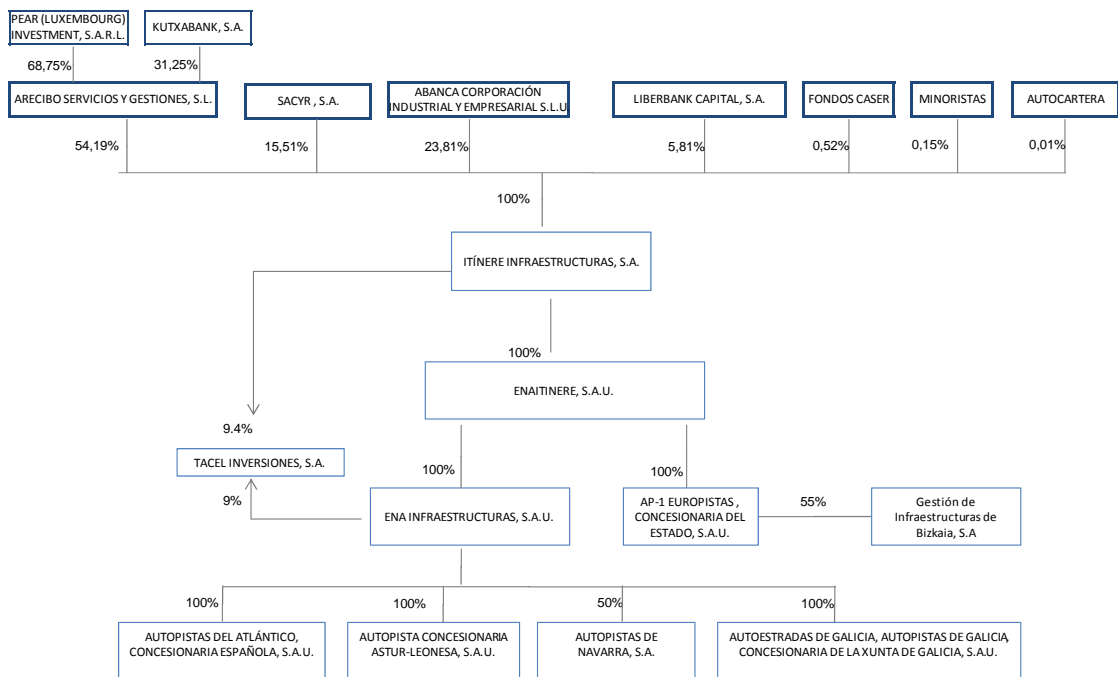 PEAR (LUXEMBOURG)
INVESTMENT, S.A.R.L.
KUTXABANK, S.A.
68,75%
31,25%
ARECIBO SERVICIOS Y GESTIONES, S.L.
SACYR , S.A.
ABANCA CORPORACIÓN
INDUSTRIAL Y EMPRESARIAL S.L.U
LIBERBANK CAPITAL, S.A.
FONDOS CASER
MINORISTAS
AUTOCARTERA
54,19%
15,51%
23,81%
5,81%
0,52%
0,15%
0,01%
100%
ITÍNERE INFRAESTRUCTURAS, S.A.
100%
ENAITINERE, S.A.U.
9.4%
TACEL INVERSIONES, S.A.
100%
100%
9%
ENA INFRAESTRUCTURAS, S.A.U.
AP-1 EUROPISTAS ,
CONCESIONARIA DEL
ESTADO, S.A.U.
55%
Gestión de
Infraestructuras de
Bizkaia, S.A
100%
100%
50%
100%
AUTOPISTAS DEL ATLÁNTICO,
CONCESIONARIA ESPAÑOLA, S.A.U.
AUTOPISTA CONCESIONARIA
ASTUR-LEONESA, S.A.U.
AUTOPISTAS DE
NAVARRA, S.A.
AUTOESTRADAS DE GALICIA, AUTOPISTAS DE GALICIA,
CONCESIONARIA DE LA XUNTA DE GALICIA, S.A.U.